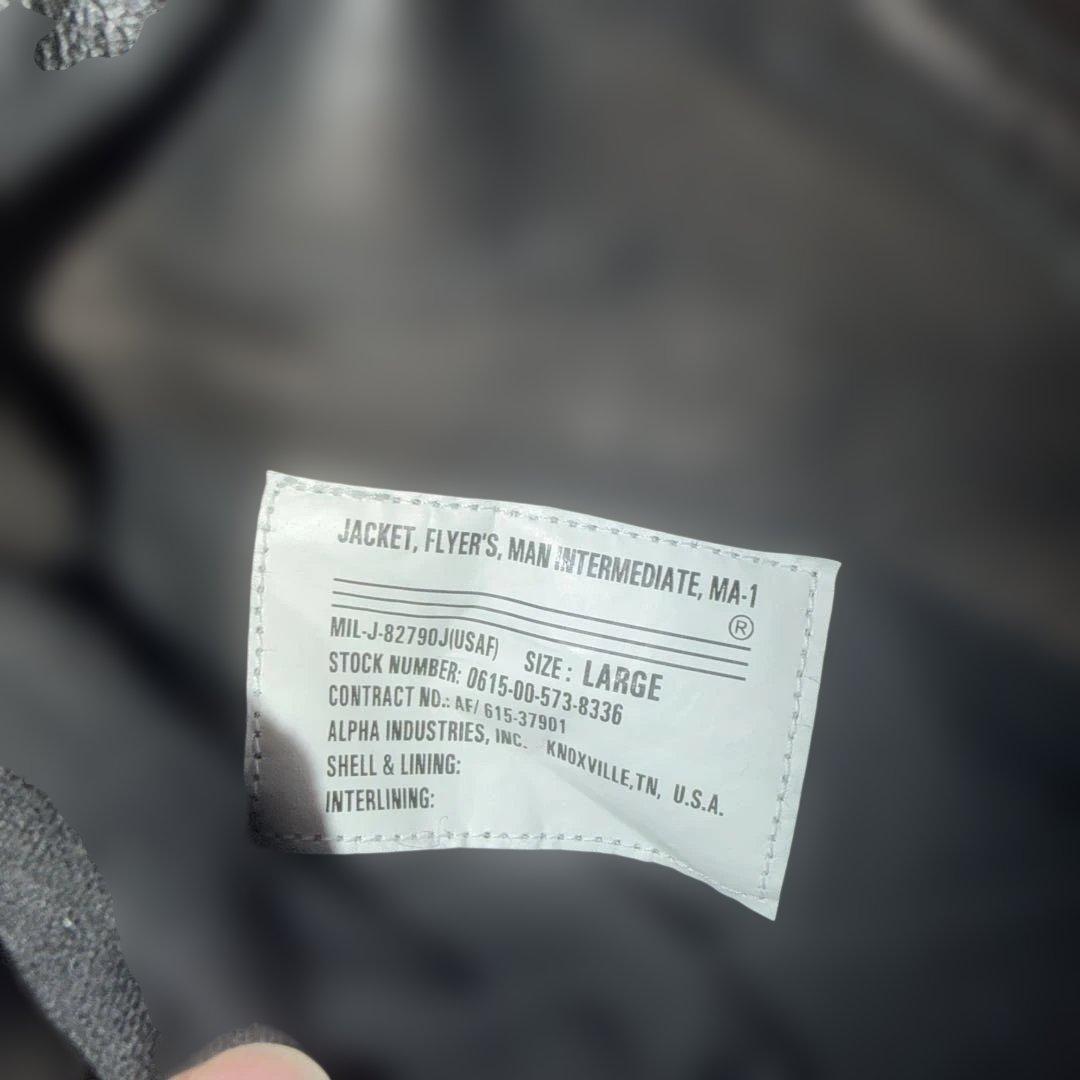 JACKET, FLYER'S, MAN INTERMEDIATE, MA-1
®
MIL-J-82790J(USAF) SIZE : LARGE
STOCK NUMBER: 0615-00-573-8336
CONTRACT NO.: AF/ 615-37901
ALPHA INDUSTRIES, INC. KNOXVILLE,TN, U.S.A.
SHELL & LINING:
INTERLINING: